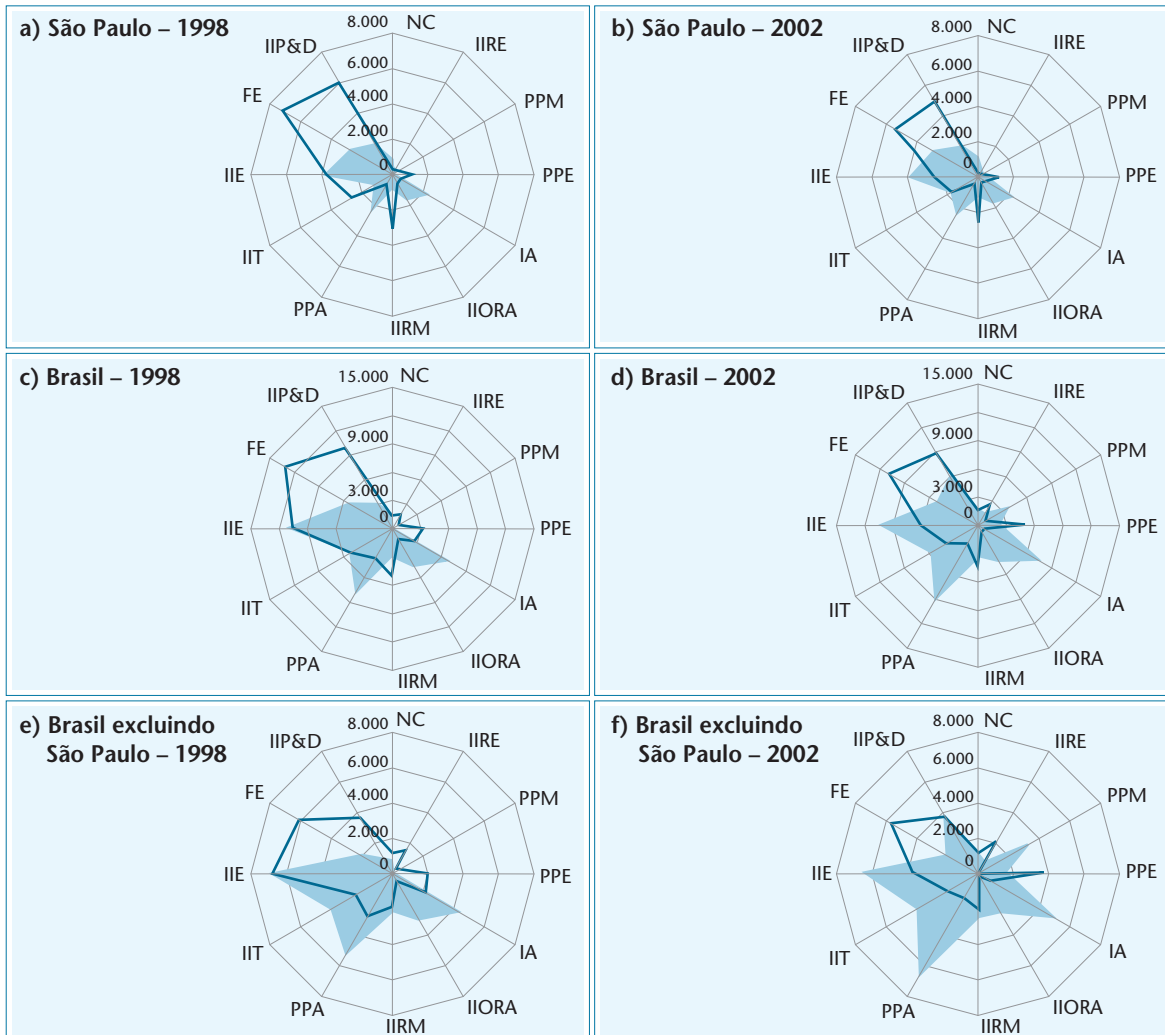 a) São Paulo – 1998
8.000
NC
IIRE
PPM
PPE
IA
IIORA
IIRM
PPA
IIT
IIE
FE
IIP&D
6.000
4.000
2.000
0
b) São Paulo – 2002
8.000
NC
IIRE
PPM
PPE
IA
IIORA
IIRM
PPA
IIT
IIE
FE
IIP&D
6.000
4.000
2.000
0
c) Brasil – 1998
15.000
NC
IIRE
PPM
PPE
IA
IIORA
IIRM
PPA
IIT
IIE
FE
IIP&D
9.000
3.000
0
d) Brasil – 2002
15.000
NC
IIRE
PPM
PPE
IA
IIORA
IIRM
PPA
IIT
IIE
FE
IIP&D
9.000
3.000
0
e) Brasil excluindo
São Paulo – 1998
8.000
NC
IIRE
PPM
PPE
IA
IIORA
IIRM
PPA
IIT
IIE
FE
IIP&D
6.000
4.000
2.000
0
f) Brasil excluindo
São Paulo – 2002
8.000
NC
IIRE
PPM
PPE
IA
IIORA
IIRM
PPA
IIT
IIE
FE
IIP&D
6.000
4.000
2.000
0